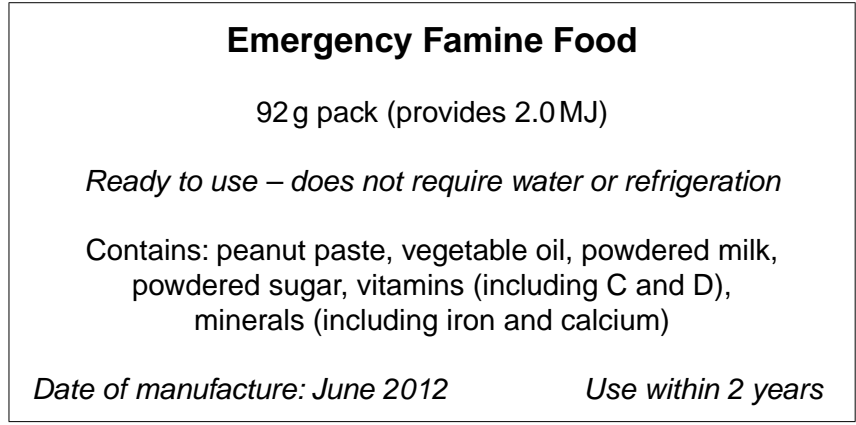 Emergency Famine Food
92 g pack (provides 2.0 MJ)
Ready to use – does not require water or refrigeration
Contains: peanut paste, vegetable oil, powdered milk,
powdered sugar, vitamins (including C and D),
minerals (including iron and calcium)
Date of manufacture: June 2012 Use within 2 years